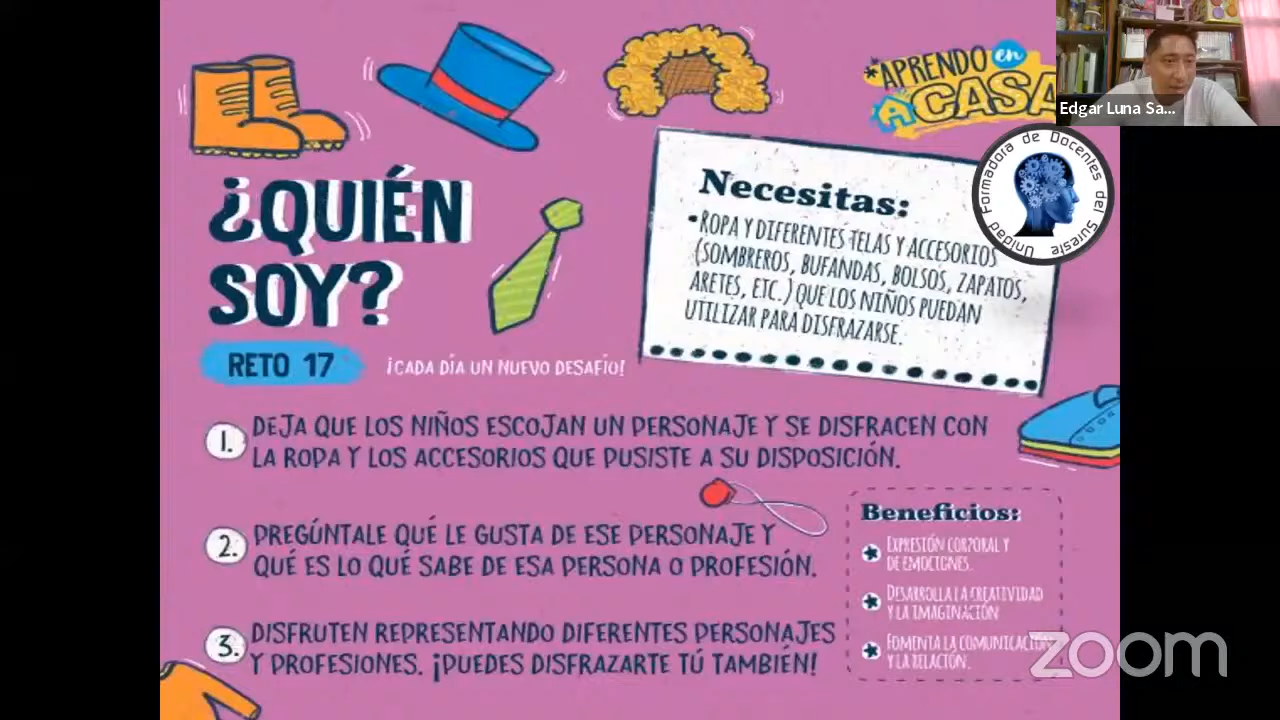 APRENDO en
CASA
Edgar Luna Sa...
Unidad Formadora de Docentes del Sureste
¿QUIÉN
SOY?
RETO 17
¡CADA DÍA UN NUEVO DESAFÍO!
Necesitas:
•ROPA Y DIFERENTES TELAS Y ACCESORIOS
(SOMBREROS, BUFANDAS, BOLSOS, ZAPATOS,
ARETES, ETC.) QUE LOS NIÑOS PUEDAN
UTILIZAR PARA DISFRAZARSE.
1. DEJA QUE LOS NIÑOS ESCOJAN UN PERSONAJE Y SE DISFRACEN CON
LA ROPA Y LOS ACCESORIOS QUE PUSISTE A SU DISPOSICIÓN.
2. PREGÚNTALE QUÉ LE GUSTA DE ESE PERSONAJE Y
QUÉ ES LO QUÉ SABE DE ESA PERSONA O PROFESIÓN.
3. DISFRUTEN REPRESENTANDO DIFERENTES PERSONAJES
Y PROFESIONES. ¡PUEDES DISFRAZARTE TÚ TAMBIÉN!
Beneficios:
EXPRESIÓN CORPORAL Y
DE EMOCIONES.
DESARROLLA LA CREATIVIDAD
Y LA IMAGINACIÓN
FOMENTA LA COMUNICACIÓN
Y LA RELACIÓN.
zoom